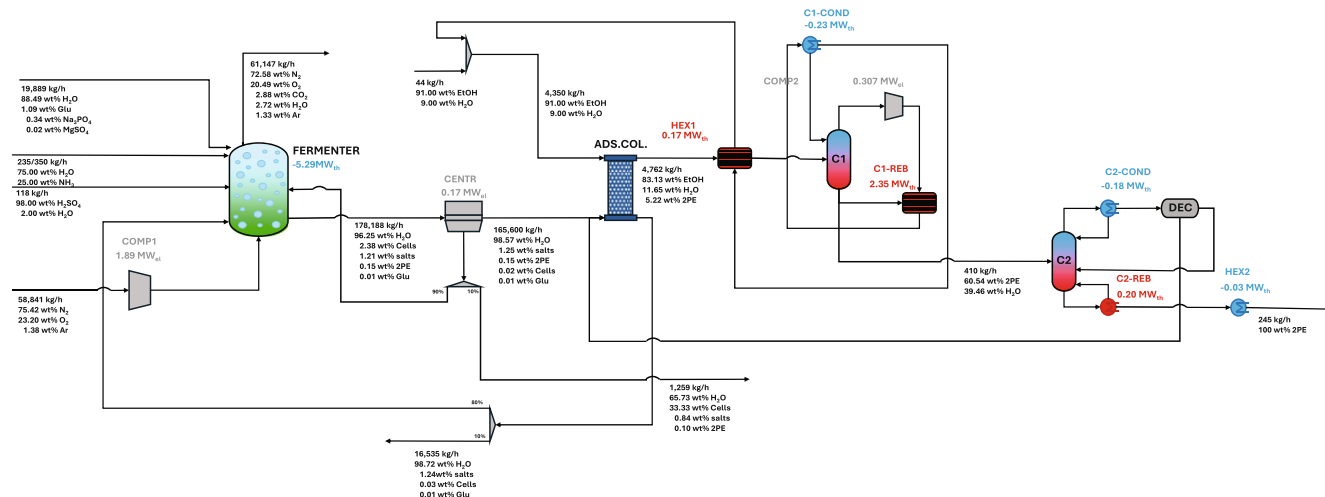 C1-COND
-0.23 MWth
COMP2
0.307 MWel
61,147 kg/h
72.58 wt% N2
20.49 wt% O2
2.88 wt% CO2
2.72 wt% H2O
1.33 wt% Ar
19,889 kg/h
88.49 wt% H2O
1.09 wt% Glu
0.34 wt% Na2PO4
0.02 wt% MgSO4
44 kg/h
91.00 wt% EtOH
9.00 wt% H2O
4,350 kg/h
91.00 wt% EtOH
9.00 wt% H2O
HEX1
0.17 MWth
FERMENTER
-5.29MWth
ADS.COL.
235/350 kg/h
75.00 wt% H2O
25.00 wt% NH3
118 kg/h
98.00 wt% H2SO4
2.00 wt% H2O
CENTR
0.17 MWel
4,762 kg/h
83.13 wt% EtOH
11.65 wt% H2O
5.22 wt% 2PE
C1
C1-REB
2.35 MWth
C2-COND
-0.18 MWth
DEC
178,188 kg/h
96.25 wt% H2O
2.38 wt% Cells
1.21 wt% salts
0.15 wt% 2PE
0.01 wt% Glu
165,600 kg/h
98.57 wt% H2O
1.25 wt% salts
0.15 wt% 2PE
0.02 wt% Cells
0.01 wt% Glu
COMP1
1.89 MWel
C2
410 kg/h
60.54 wt% 2PE
39.46 wt% H2O
C2-REB
0.20 MWth
HEX2
-0.03 MWth
90%
10%
58,841 kg/h
75.42 wt% N2
23.20 wt% O2
1.38 wt% Ar
245 kg/h
100 wt% 2PE
1,259 kg/h
65.73 wt% H2O
33.33 wt% Cells
0.84 wt% salts
0.10 wt% 2PE
80%
10%
16,535 kg/h
98.72 wt% H2O
1.24wt% salts
0.03 wt% Cells
0.01 wt% Glu